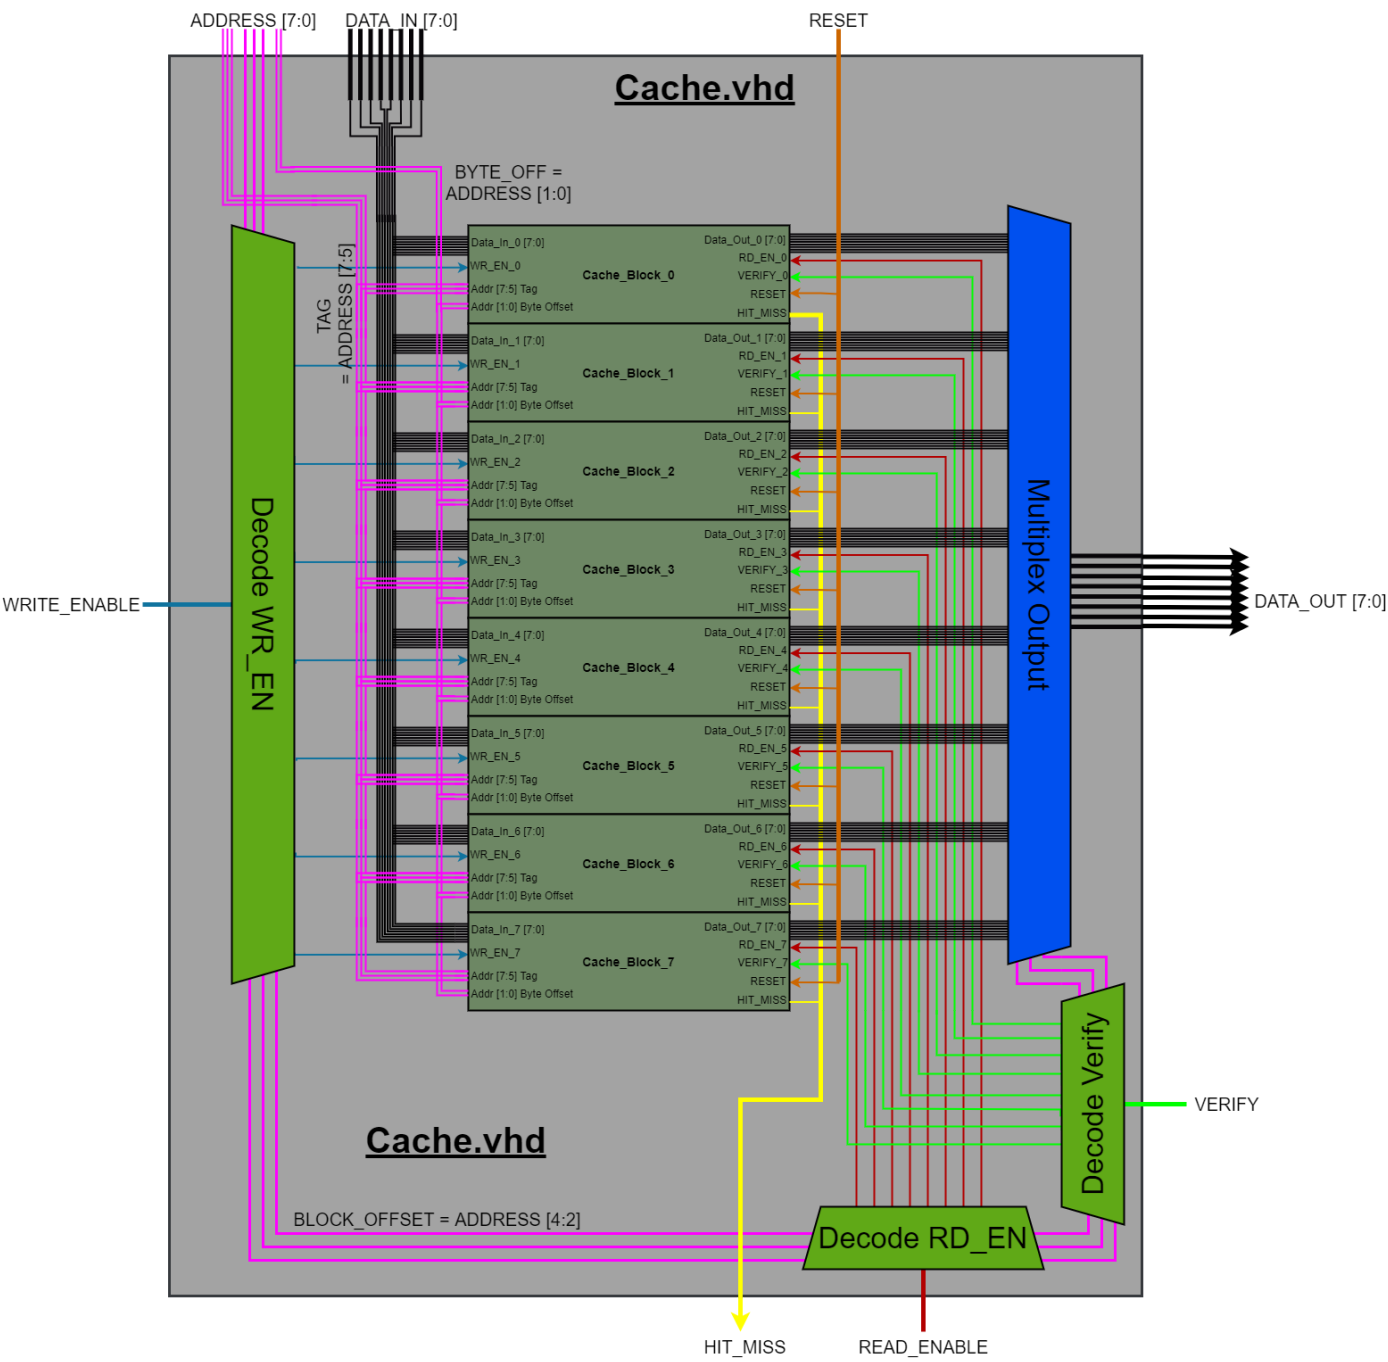 ADDRESS [7:0]
DATA_IN [7:0]
RESET
Cache.vhd
BYTE_OFF =
ADDRESS [1:0]
TAG
= ADDRESS [7:5]
Data_In_0 [7:0]
WR_EN_0
Addr [7:5] Tag
Addr [1:0] Byte Offset
Cache_Block_0
Data_Out_0 [7:0]
RD_EN_0
VERIFY_0
RESET
HIT_MISS
Data_In_1 [7:0]
WR_EN_1
Addr [7:5] Tag
Addr [1:0] Byte Offset
Cache_Block_1
Data_Out_1 [7:0]
RD_EN_1
VERIFY_1
RESET
HIT_MISS
Data_In_2 [7:0]
WR_EN_2
Addr [7:5] Tag
Addr [1:0] Byte Offset
Cache_Block_2
Data_Out_2 [7:0]
RD_EN_2
VERIFY_2
RESET
HIT_MISS
Data_In_3 [7:0]
WR_EN_3
Addr [7:5] Tag
Addr [1:0] Byte Offset
Cache_Block_3
Data_Out_3 [7:0]
RD_EN_3
VERIFY_3
RESET
HIT_MISS
Data_In_4 [7:0]
WR_EN_4
Addr [7:5] Tag
Addr [1:0] Byte Offset
Cache_Block_4
Data_Out_4 [7:0]
RD_EN_4
VERIFY_4
RESET
HIT_MISS
Data_In_5 [7:0]
WR_EN_5
Addr [7:5] Tag
Addr [1:0] Byte Offset
Cache_Block_5
Data_Out_5 [7:0]
RD_EN_5
VERIFY_5
RESET
HIT_MISS
Data_In_6 [7:0]
WR_EN_6
Addr [7:5] Tag
Addr [1:0] Byte Offset
Cache_Block_6
Data_Out_6 [7:0]
RD_EN_6
VERIFY_6
RESET
HIT_MISS
Data_In_7 [7:0]
WR_EN_7
Addr [7:5] Tag
Addr [1:0] Byte Offset
Cache_Block_7
Data_Out_7 [7:0]
RD_EN_7
VERIFY_7
RESET
HIT_MISS
WRITE_ENABLE
Decode WR_EN
Multiplex Output
DATA_OUT [7:0]
Decode Verify
VERIFY
Cache.vhd
BLOCK_OFFSET = ADDRESS [4:2]
Decode RD_EN
HIT_MISS
READ_ENABLE